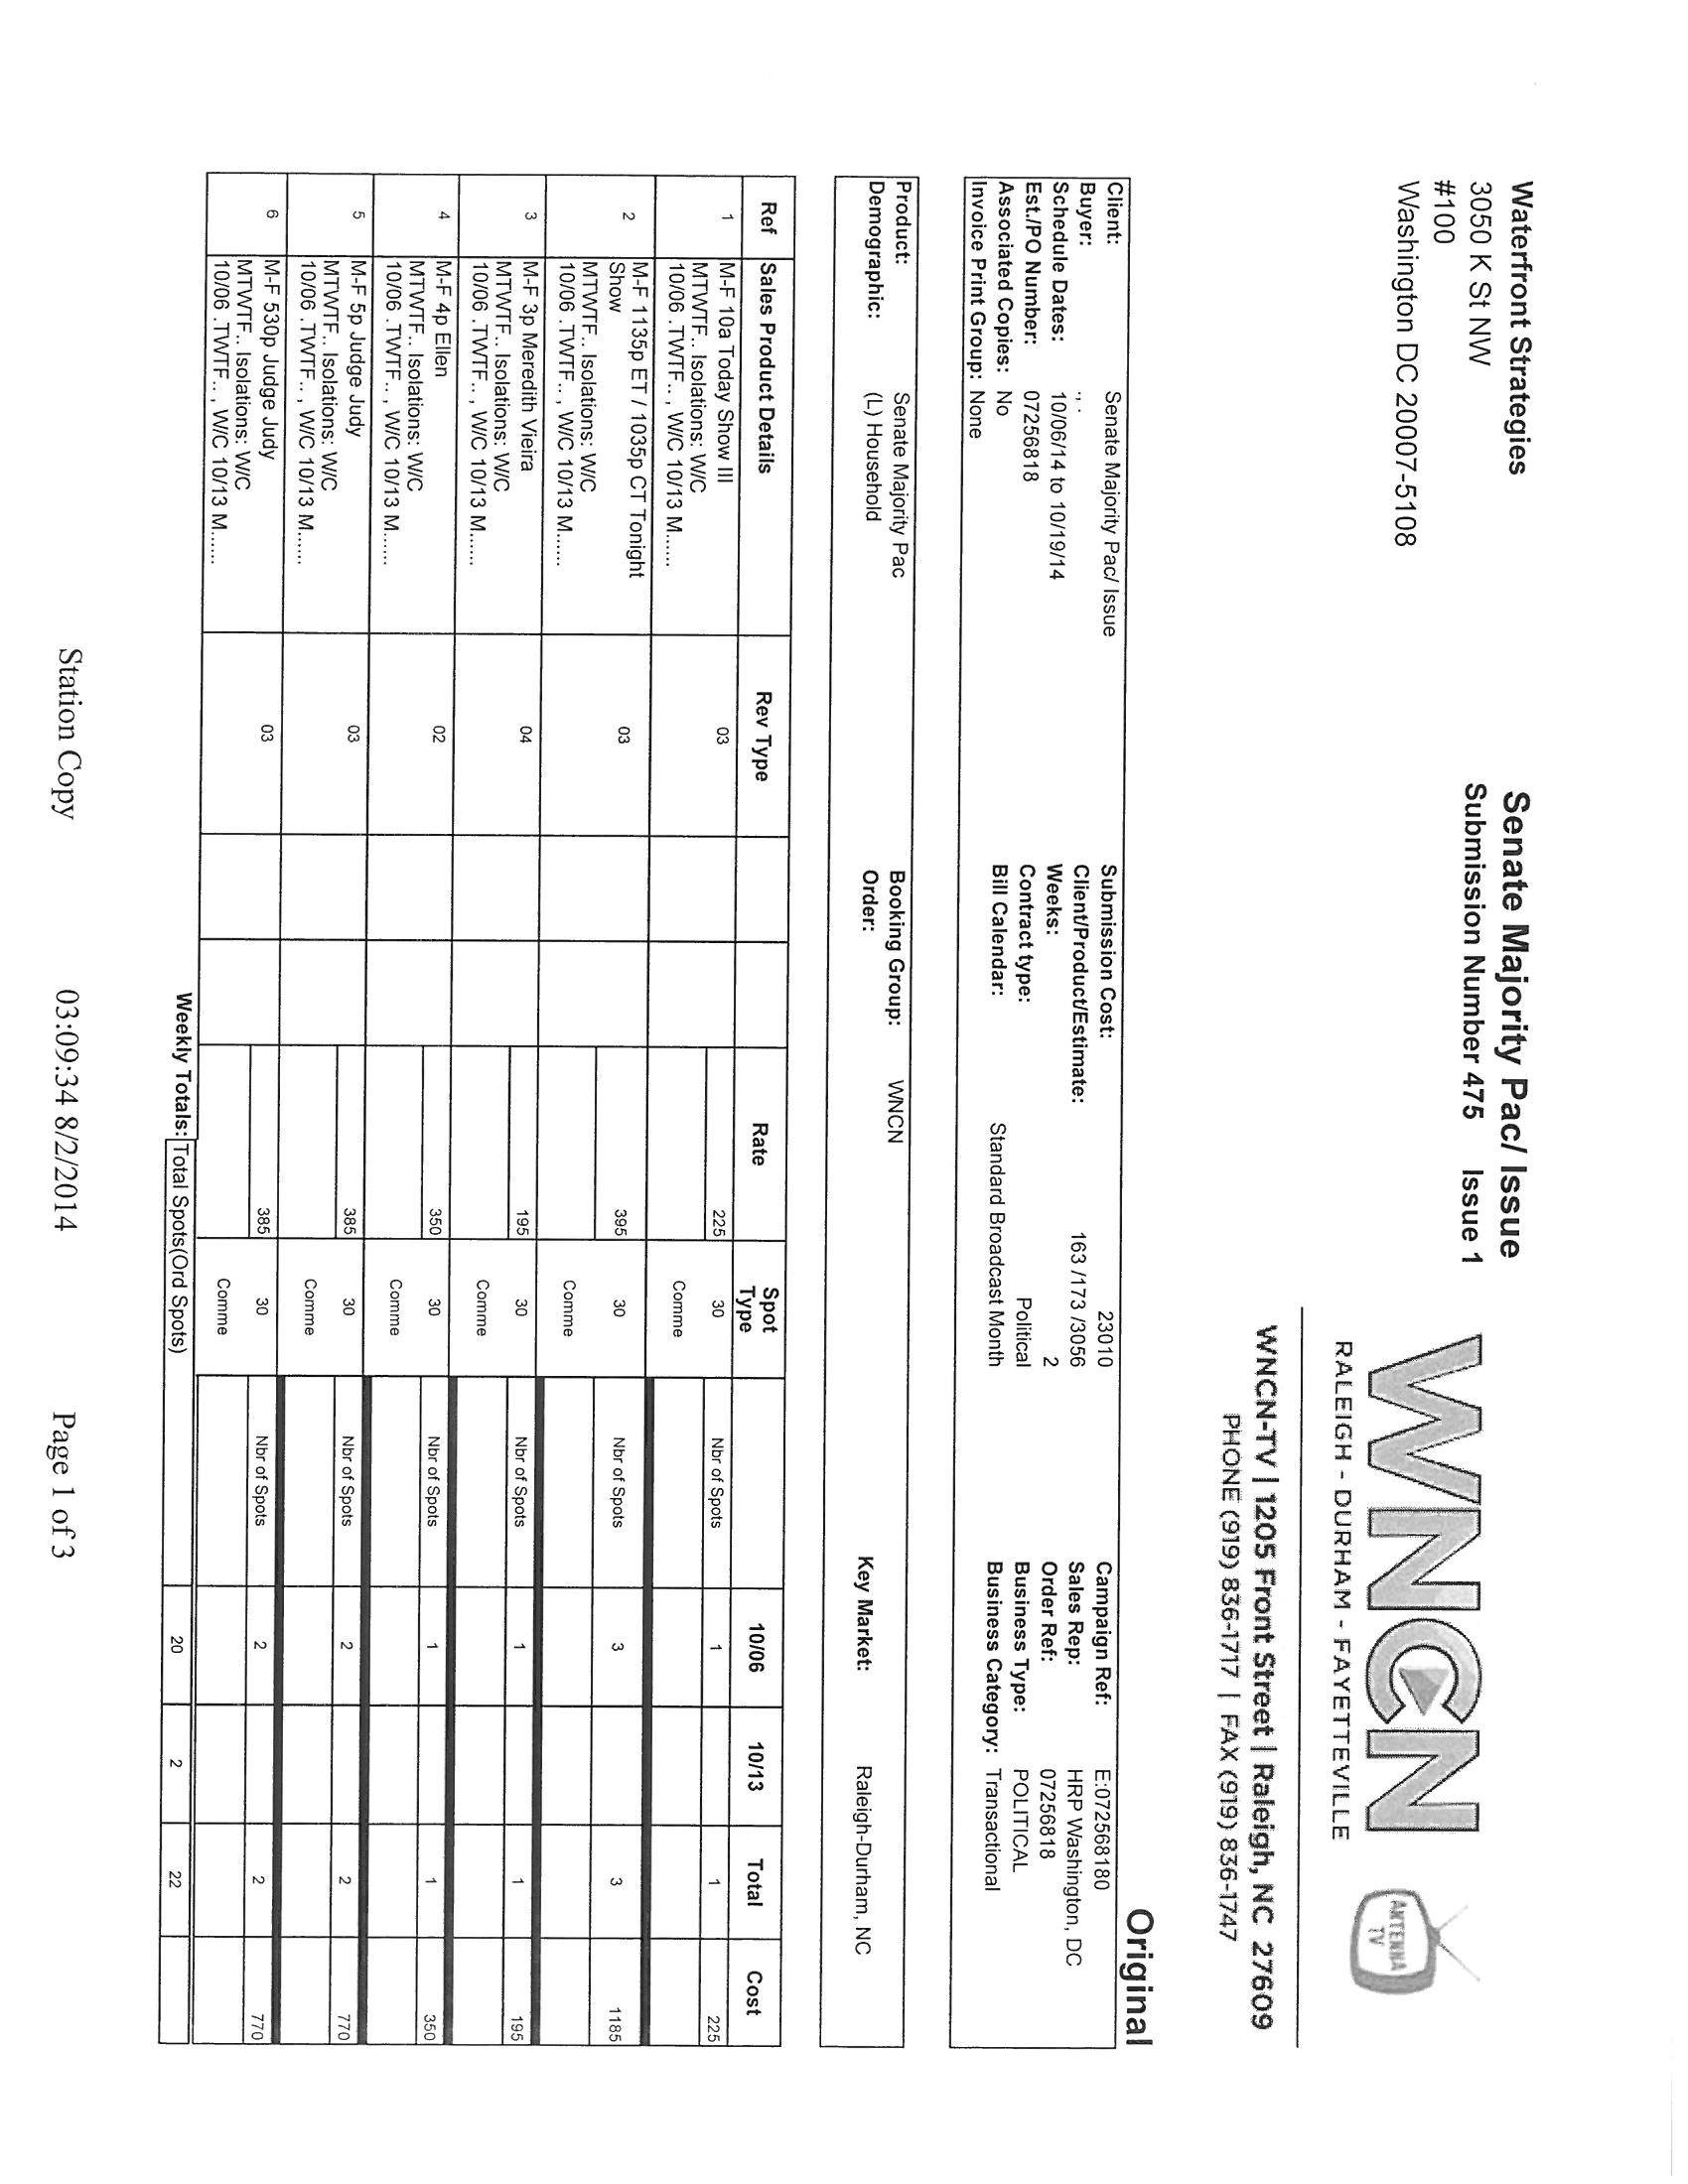 Waterfront Strategies
3050 K St NW
#100
Washington DC 20007-5108
Senate Majority Pac/ Issue
Submission Number 475 Issue 1
WNCN
RALEIGH - DURHAM - FAYETTEVILLE
ANTENNA
TV
WNCN-TV | 1205 Front Street | Raleigh, NC 27609
PHONE (919) 836-1717 | FAX (919) 836-1747
Original
Client: Senate Majority Pac/ Issue Submission Cost: 23010 Campaign Ref: E:072568180
Buyer: ., . Client/Product/Estimate: 163 /173 /3056 Sales Rep: HRP Washington, DC
Schedule Dates: 10/06/14 to 10/19/14 Weeks: 2 Order Ref: 07256818
Est./PO Number: 07256818 Contract type: Political Business Type: POLITICAL
Associated Copies: No Bill Calendar: Standard Broadcast Month Business Category: Transactional
Invoice Print Group: None
Product: Senate Majority Pac Booking Group: WNCN
Demographic: (L) Household Order: Key Market: Raleigh-Durham, NC
Ref Sales Product Details Rev Type Rate Spot Type 10/06 10/13 Total Cost
1 M-F 10a Today Show III 03 225 30 Nbr of Spots 1 1 225
MTWTF.. Isolations: W/C
10/06 .TWTF.. , W/C 10/13 M...... Comme
2 M-F 1135p ET / 1035p CT Tonight 03 395 30 Nbr of Spots 3 3 1185
Show
MTWTF.. Isolations: W/C
10/06 .TWTF.. , W/C 10/13 M...... Comme
3 M-F 3p Meredith Vieira 04 195 30 Nbr of Spots 1 1 195
MTWTF.. Isolations: W/C
10/06 .TWTF.. , W/C 10/13 M...... Comme
4 M-F 4p Ellen 02 350 30 Nbr of Spots 1 1 350
MTWTF.. Isolations: W/C
10/06 .TWTF.. , W/C 10/13 M...... Comme
5 M-F 5p Judge Judy 03 385 30 Nbr of Spots 2 2 770
MTWTF.. Isolations: W/C
10/06 .TWTF.. , W/C 10/13 M...... Comme
6 M-F 530p Judge Judy 03 385 30 Nbr of Spots 2 2 770
MTWTF.. Isolations: W/C
10/06 .TWTF.. , W/C 10/13 M...... Comme
Weekly Totals: Total Spots(Ord Spots) 20 2 22
Station Copy 03:09:34 8/2/2014 Page 1 of 3